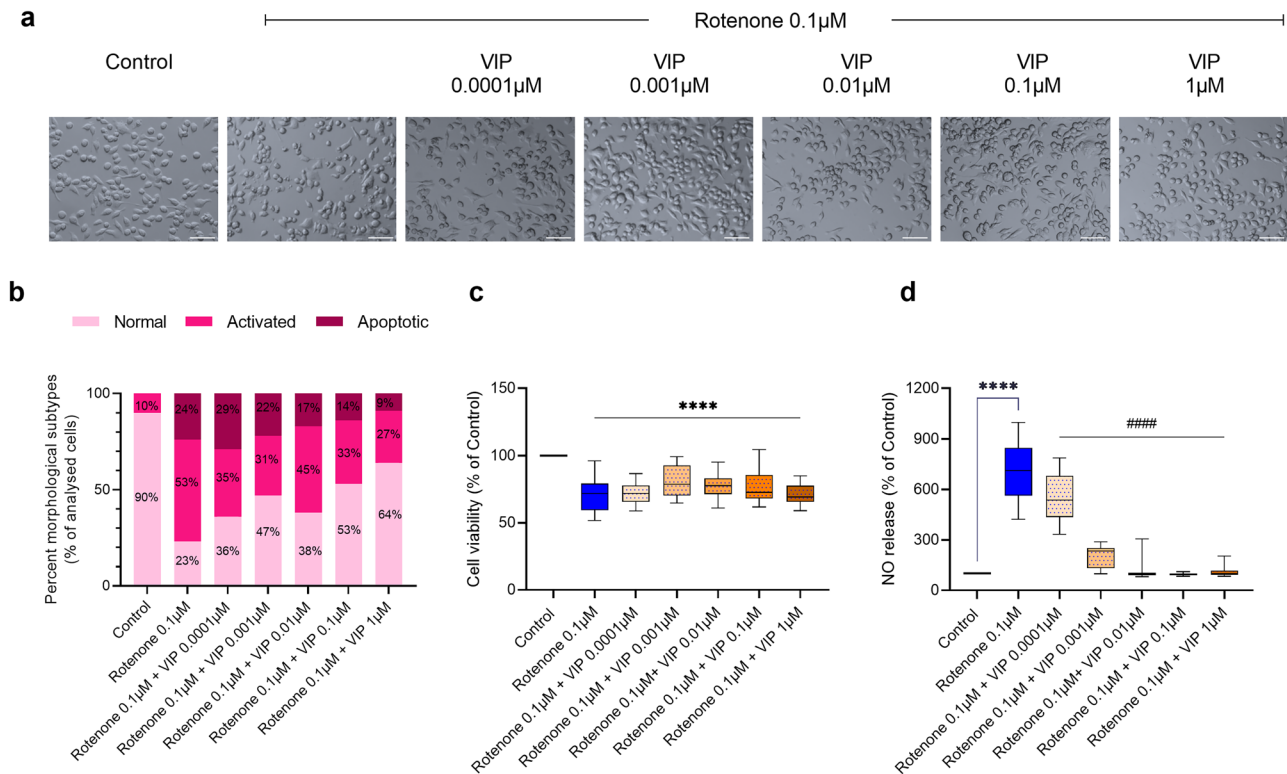 a
Rotenone 0.1µM
Control
VIP
0.0001µM
VIP
0.001µM
VIP
0.01µM
VIP
0.1µM
VIP
1µM
b
Normal
Activated
Apoptotic
Percent morphological subtypes
(% of analysed cells)
100
50
0
10%
90%
24%
53%
23%
29%
35%
36%
22%
31%
47%
17%
45%
38%
14%
33%
53%
9%
27%
64%
Control
Rotenone 0.1µM
Rotenone 0.1µM + VIP 0.0001µM
Rotenone 0.1µM + VIP 0.001µM
Rotenone 0.1µM + VIP 0.01µM
Rotenone 0.1µM + VIP 0.1µM
Rotenone 0.1µM + VIP 1µM
c
Cell viability (% of Control)
150
100
50
0
****
Control
Rotenone 0.1µM
Rotenone 0.1µM + VIP 0.0001µM
Rotenone 0.1µM + VIP 0.001µM
Rotenone 0.1µM+ VIP 0.01µM
Rotenone 0.1µM + VIP 0.1µM
Rotenone 0.1µM + VIP 1µM
d
NO release (% of Control)
1200
900
600
300
0
****
####
Control
Rotenone 0.1µM
Rotenone 0.1µM + VIP 0.0001µM
Rotenone 0.1µM + VIP 0.001µM
Rotenone 0.1µM+ VIP 0.01µM
Rotenone 0.1µM + VIP 0.1µM
Rotenone 0.1µM + VIP 1µM